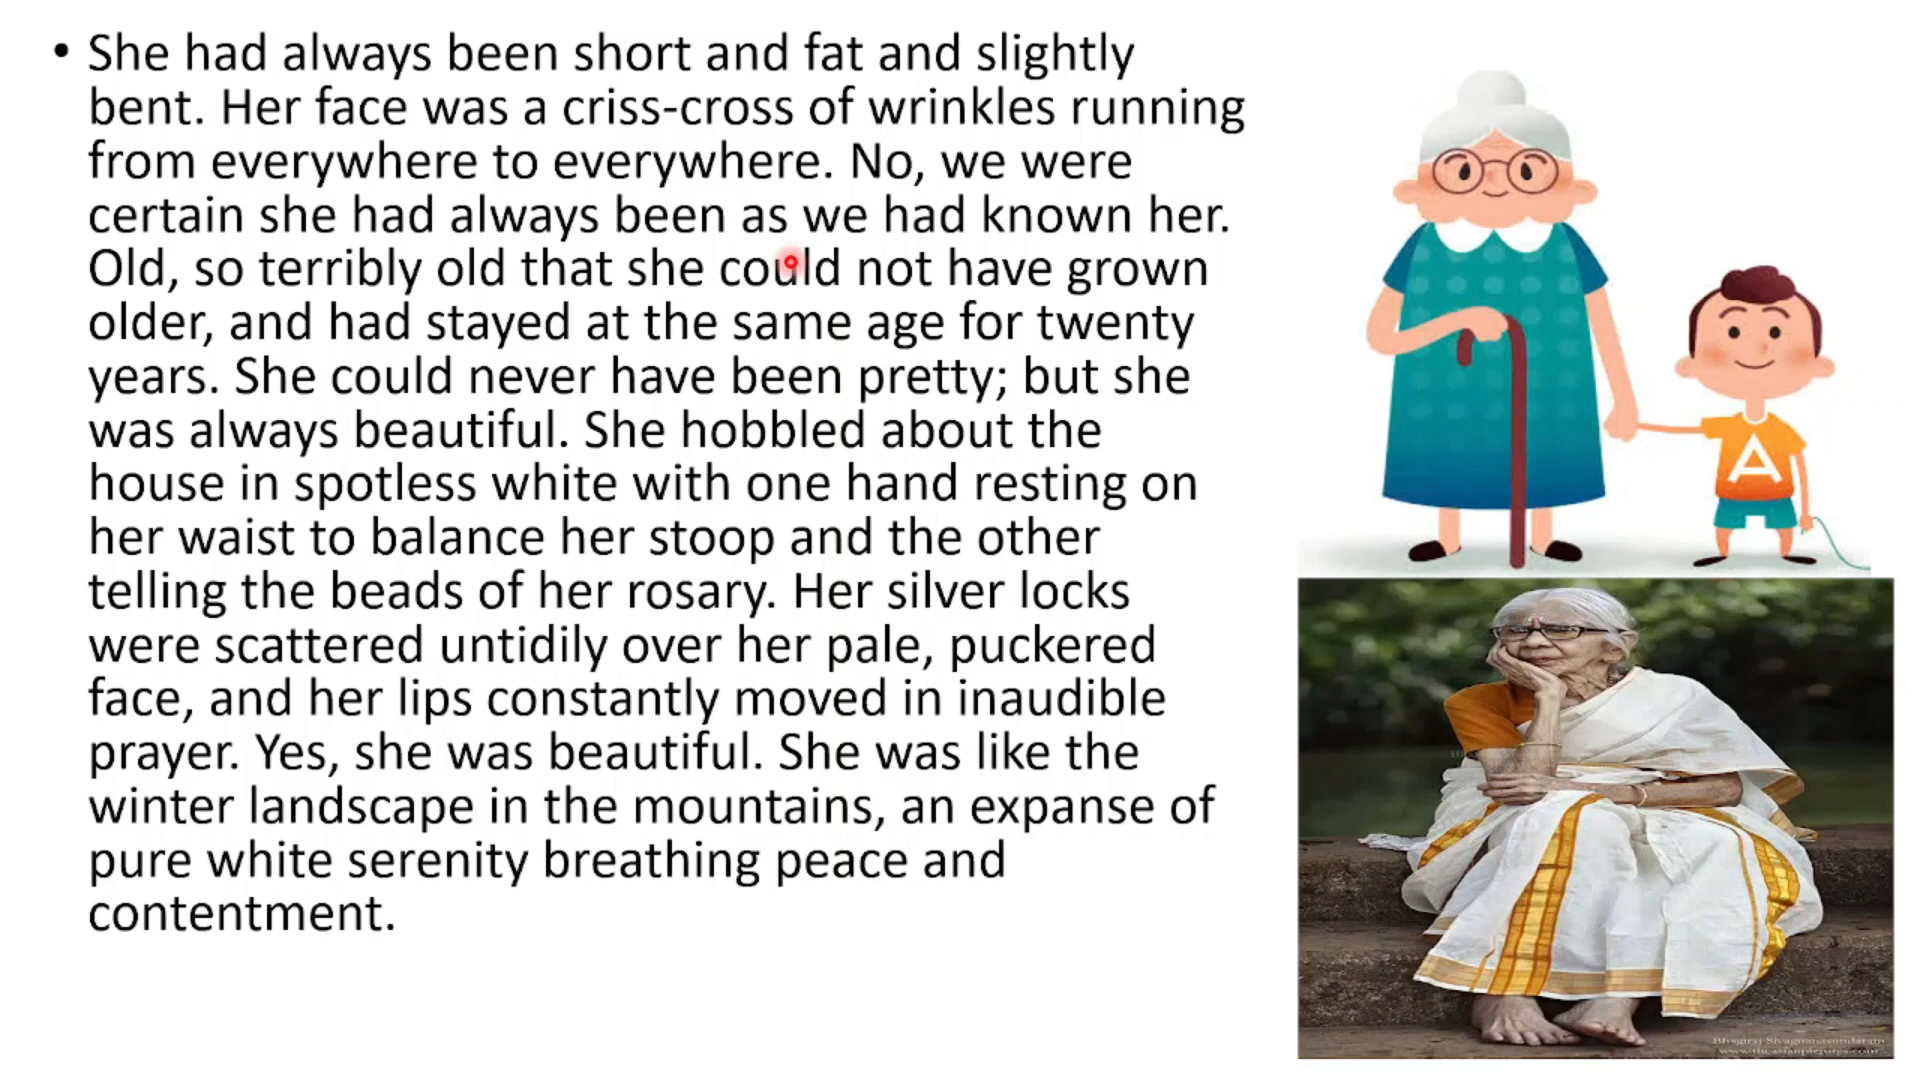 • She had always been short and fat and slightly
bent. Her face was a criss-cross of wrinkles running
from everywhere to everywhere. No, we were
certain she had always been as we had known her.
Old, so terribly old that she could not have grown
older, and had stayed at the same age for twenty
years. She could never have been pretty; but she
was always beautiful. She hobbled about the
house in spotless white with one hand resting on
her waist to balance her stoop and the other
telling the beads of her rosary. Her silver locks
were scattered untidily over her pale, puckered
face, and her lips constantly moved in inaudible
prayer. Yes, she was beautiful. She was like the
winter landscape in the mountains, an expanse of
pure white serenity breathing peace and
contentment.
A